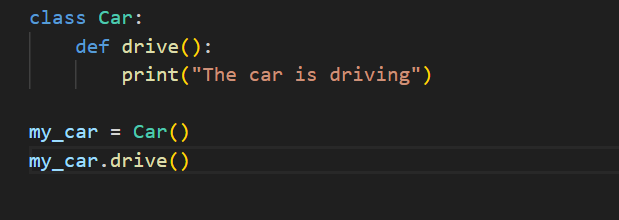 class Car:
    def drive():
        print("The car is driving")

my_car = Car()
my_car.drive()